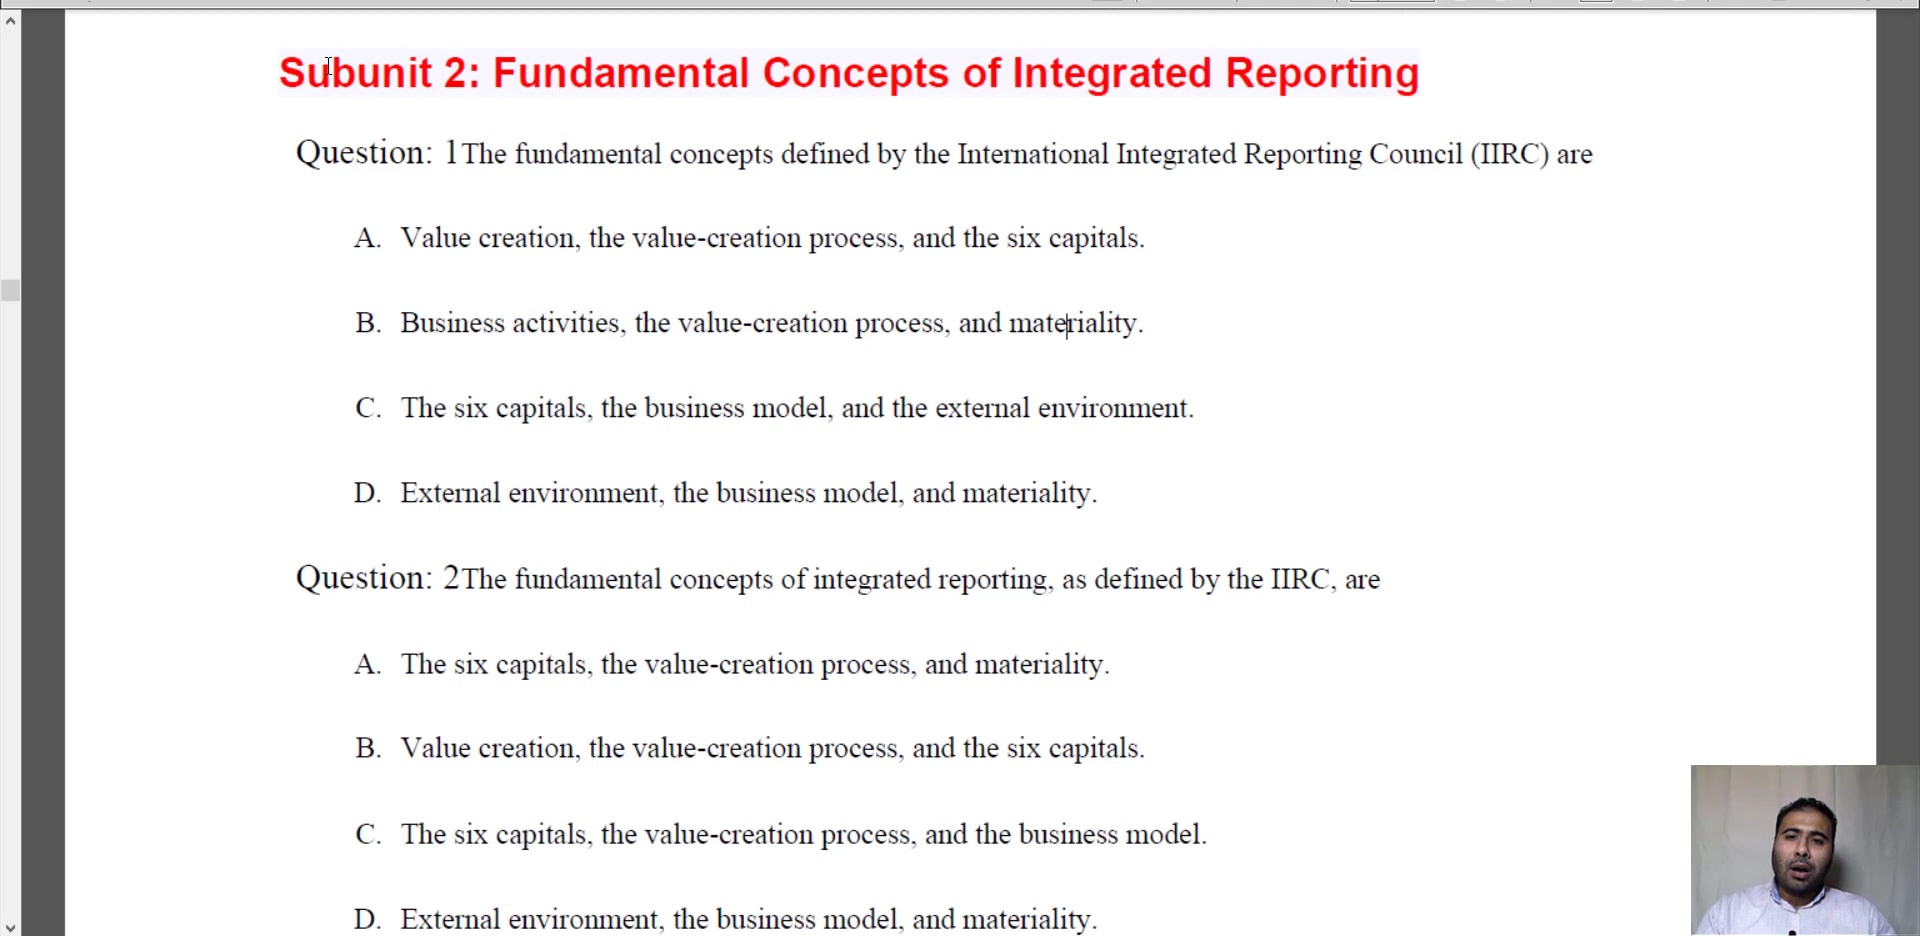 Subunit 2: Fundamental Concepts of Integrated Reporting
Question: 1The fundamental concepts defined by the International Integrated Reporting Council (IIRC) are
A. Value creation, the value-creation process, and the six capitals.
B. Business activities, the value-creation process, and materiality.
C. The six capitals, the business model, and the external environment.
D. External environment, the business model, and materiality.
Question: 2The fundamental concepts of integrated reporting, as defined by the IIRC, are
A. The six capitals, the value-creation process, and materiality.
B. Value creation, the value-creation process, and the six capitals.
C. The six capitals, the value-creation process, and the business model.
D. External environment, the business model, and materiality.